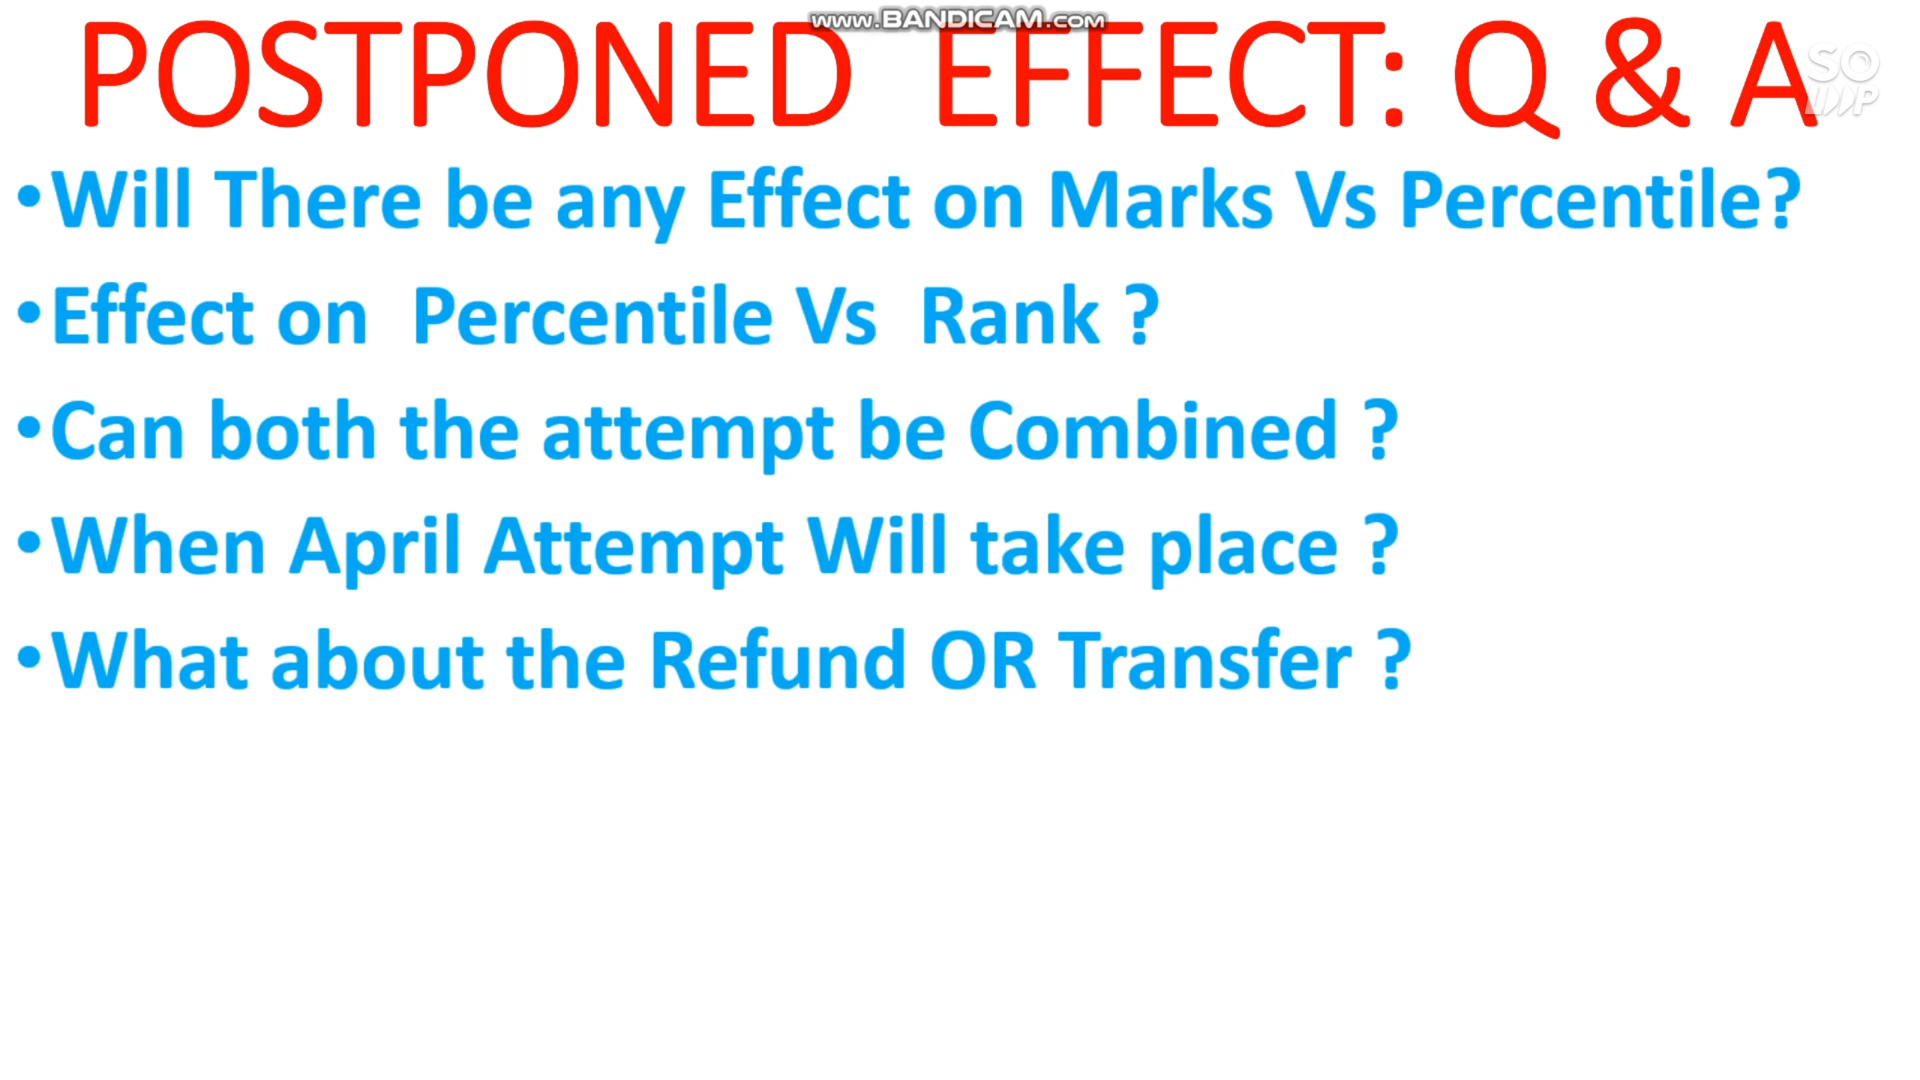 www.BANDICAM.com
POSTPONED EFFECT: Q & A
•Will There be any Effect on Marks Vs Percentile?
•Effect on Percentile Vs Rank ?
•Can both the attempt be Combined ?
•When April Attempt Will take place ?
•What about the Refund OR Transfer ?